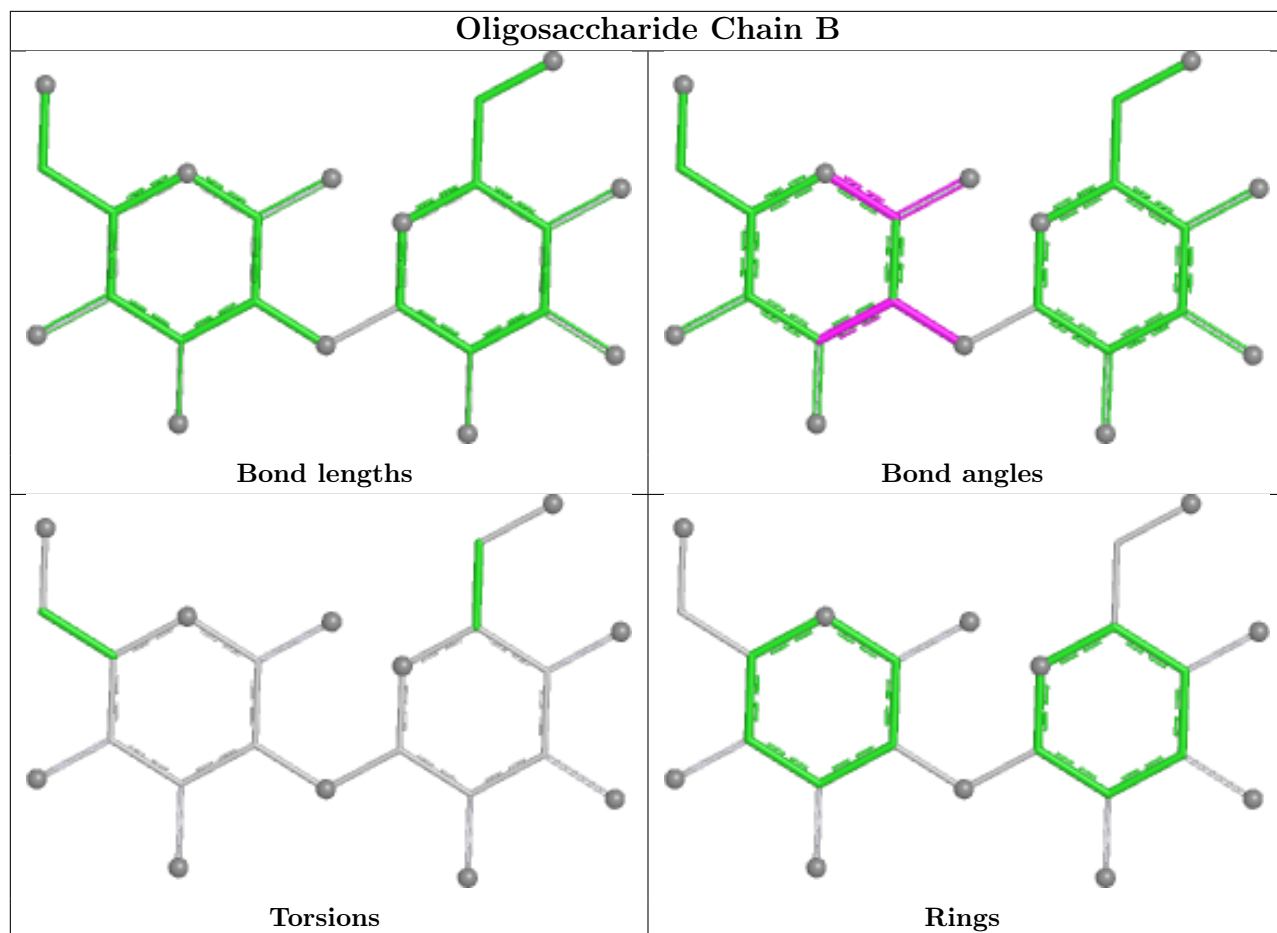 Oligosaccharide Chain B
Bond lengths
Bond angles
Torsions
Rings